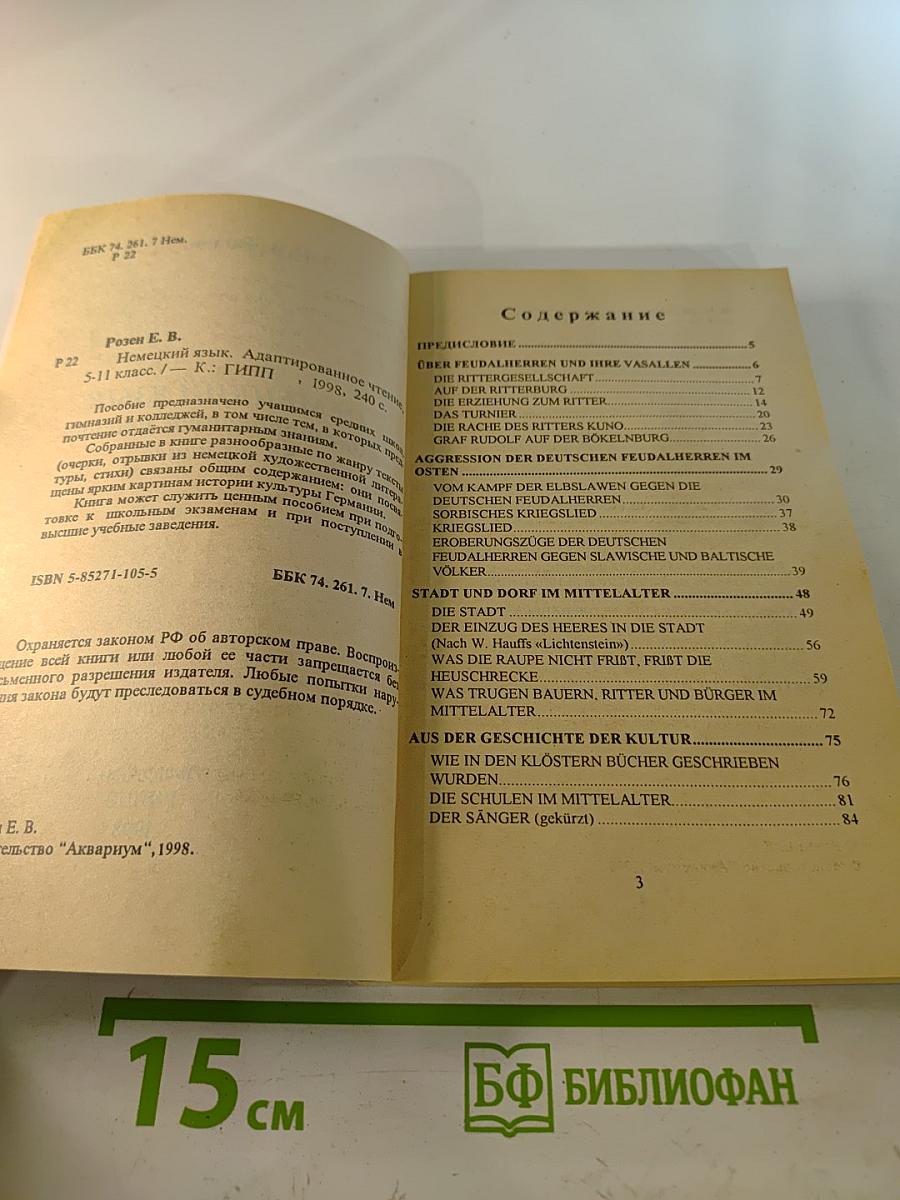 ББК 74. 261. 7 Нем.
Р 22
Розен Е. В.
Р 22 Немецкий язык. Адаптированное чтение,
5-11 класс. / — К.: ГИПП , 1998, 240 с.
Пособие предназначено учащимся средних школ,
гимназий и колледжей, в том числе тем, в которых пред-
почтение отдаётся гуманитарным знаниям.
Собранные в книге разнообразные по жанру тексты
(очерки, отрывки из немецкой художественной литера-
туры, стихи) связаны общим содержанием: они посвя-
щены ярким картинам истории культуры Германии.
Книга может служить ценным пособием при подго-
товке к школьным экзаменам и при поступлении в
высшие учебные заведения.
ISBN 5-85271-105-5 ББК 74. 261. 7. Нем
Охраняется законом РФ об авторском праве. Воспроиз-
щение всей книги или любой ее части запрещается без
сьменного разрешения издателя. Любые попытки нару-
ния закона будут преследоваться в судебном порядке.
Е. В.
ельство "Аквариум", 1998.
Содержание
ПРЕДИСЛОВИЕ ..... 5
ÜBER FEUDALHERREN UND IHRE VASALLEN ..... 6
DIE RITTERGESELLSCHAFT ..... 7
AUF DER RITTERBURG ..... 12
DIE ERZIEHUNG ZUM RITTER ..... 14
DAS TURNIER ..... 20
DIE RACHE DES RITTERS KUNO ..... 23
GRAF RUDOLF AUF DER BÖKELNBURG ..... 26
AGGRESSION DER DEUTSCHEN FEUDALHERREN IM
OSTEN ..... 29
VOM KAMPF DER ELBSLAWEN GEGEN DIE
DEUTSCHEN FEUDALHERREN ..... 30
SORBISCHES KRIEGSLIED ..... 37
KRIEGSLIED ..... 38
EROBERUNGSZÜGE DER DEUTSCHEN
FEUDALHERREN GEGEN SLAWISCHE UND BALTISCHE
VÖLKER ..... 39
STADT UND DORF IM MITTELALTER ..... 48
DIE STADT ..... 49
DER EINZUG DES HEERES IN DIE STADT
(Nach W. Hauffs «Lichtenstein») ..... 56
WAS DIE RAUPE NICHT FRIßT, FRIßT DIE
HEUSCHRECKE ..... 59
WAS TRUGEN BAUERN, RITTER UND BÜRGER IM
MITTELALTER ..... 72
AUS DER GESCHICHTE DER KULTUR ..... 75
WIE IN DEN KLÖSTERN BÜCHER GESCHRIEBEN
WURDEN ..... 76
DIE SCHULEN IM MITTELALTER ..... 81
DER SÄNGER (gekürzt) ..... 84
3
15 см
БФ БИБЛИОФАН